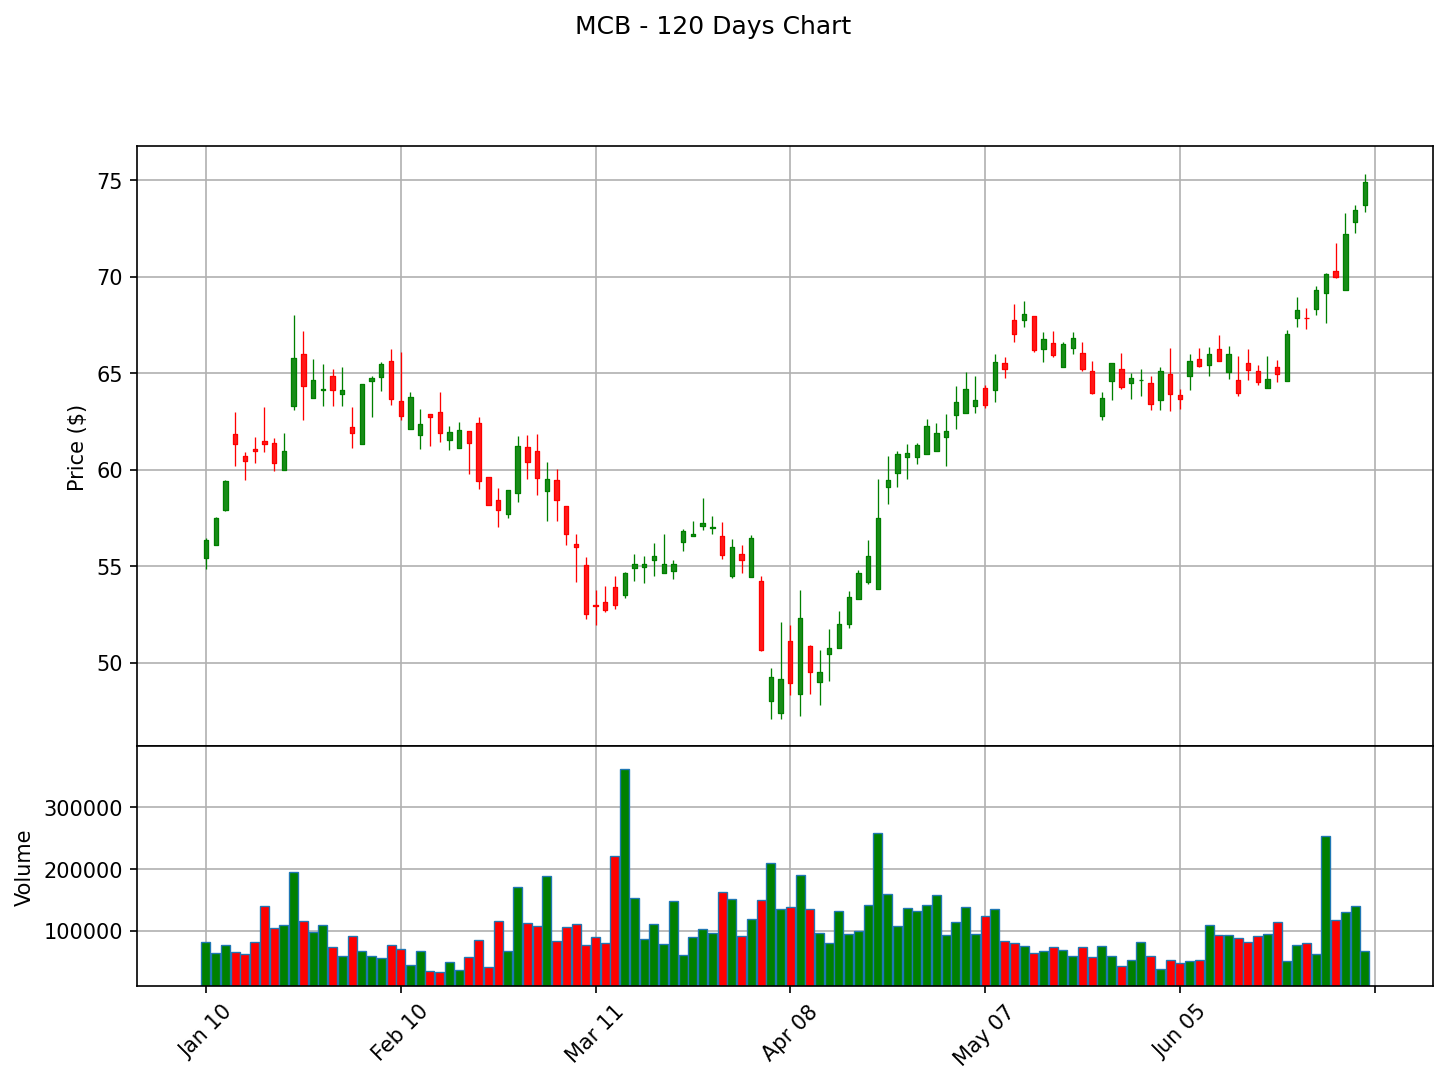 MCB - 120 Days Chart
75
70
65
60
55
50
Price ($)
300000
200000
100000
Volume
Jan 10
Feb 10
Mar 11
Apr 08
May 07
Jun 05